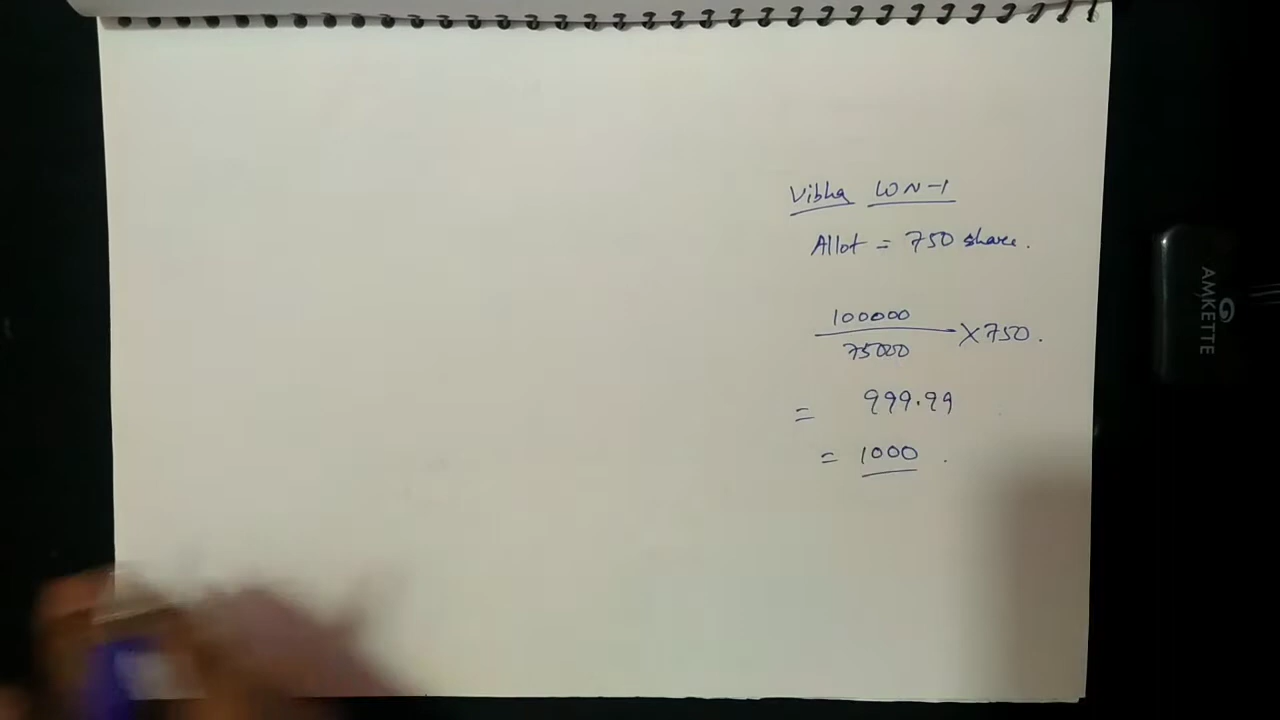 Vibha WN-1
Allot = 750 share.
100000
75000
X 750.
= 999.99
= 1000.
AMKETTE